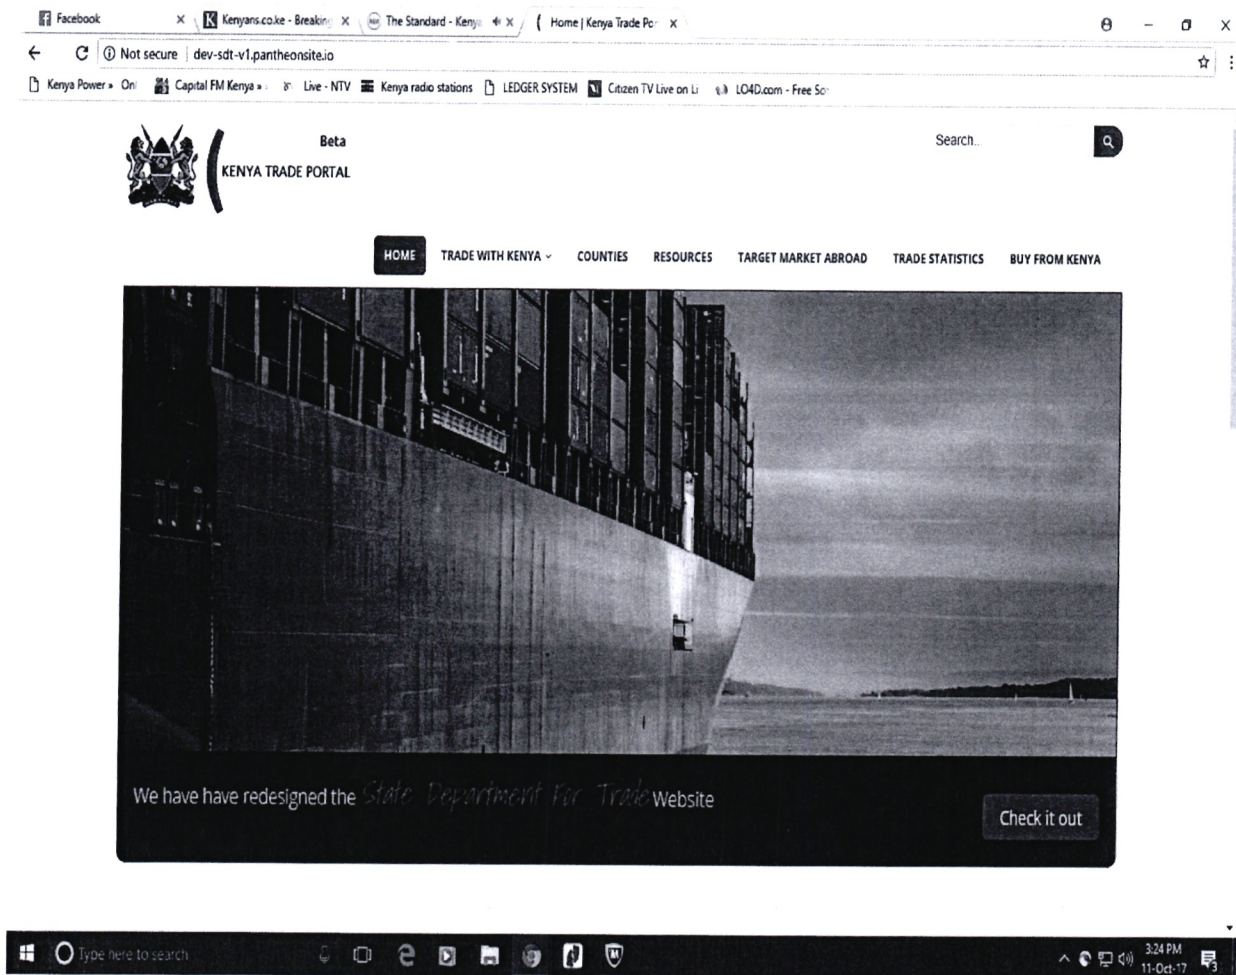 Facebook
Kenyans.co.ke - Breaking
The Standard - Kenya
Home | Kenya Trade Por
Not secure dev-sdt-v1.pantheonsite.io
Kenya Power » Onl
Capital FM Kenya »
Live - NTV
Kenya radio stations
LEDGER SYSTEM
Citizen TV Live on Li
LO4D.com - Free So
Beta
KENYA TRADE PORTAL
Search..
HOME TRADE WITH KENYA COUNTIES RESOURCES TARGET MARKET ABROAD TRADE STATISTICS BUY FROM KENYA
We have have redesigned the State Department For Trade Website
Check it out
Type here to search
3:24 PM
11-Oct-17